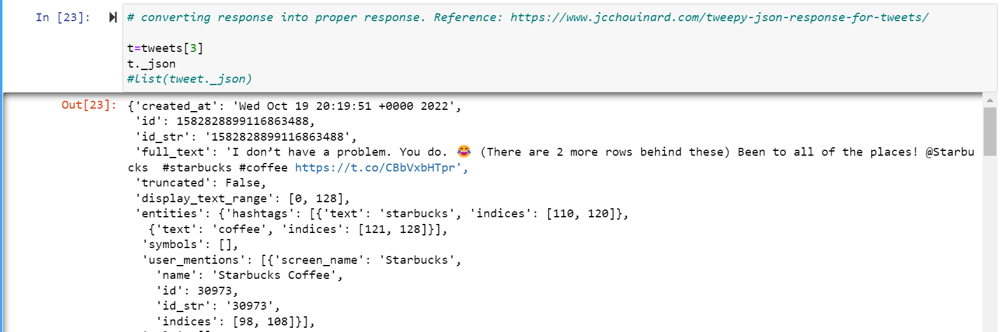 In [23]:
# converting response into proper response. Reference: https://www.jcchouinard.com/tweepy-json-response-for-tweets/
t=tweets[3]
t._json
#list(tweet._json)
Out[23]:
{'created_at': 'Wed Oct 19 20:19:51 +0000 2022',
'id': 1582828899116863488,
'id_str': '1582828899116863488',
'full_text': 'I don’t have a problem. You do. 😂 (There are 2 more rows behind these) Been to all of the places! @Starbu
cks  #starbucks #coffee https://t.co/CBbVxbHTpr',
'truncated': False,
'display_text_range': [0, 128],
'entities': {'hashtags': [{'text': 'starbucks', 'indices': [110, 120]},
{'text': 'coffee', 'indices': [121, 128]}],
'symbols': [],
'user_mentions': [{'screen_name': 'Starbucks',
'name': 'Starbucks Coffee',
'id': 30973,
'id_str': '30973',
'indices': [98, 108]}],